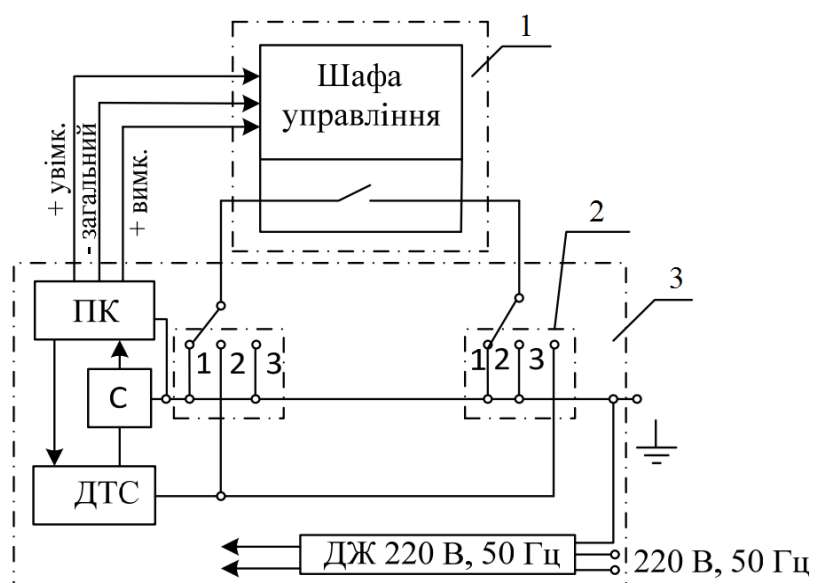 1
Шафа
управління
+ увімк.
- загальний
+ вимк.
2
3
ПК
1 2 3
1 2 3
С
ДТС
ДЖ 220 В, 50 Гц
220 В, 50 Гц